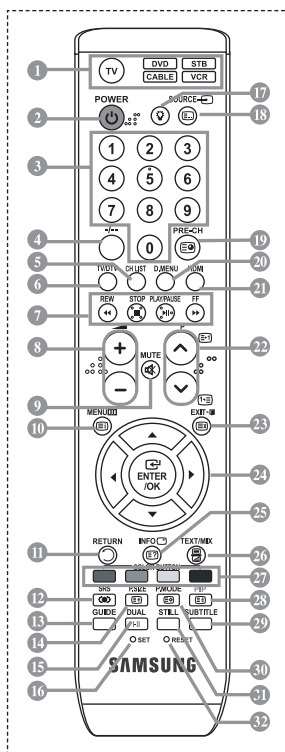 1
TV
DVD
STB
CABLE
VCR
POWER
SOURCE
2
17
18
3
1
2
3
4
5
6
7
8
9
0
-/--
PRE-CH
4
19
5
20
TV/DTV
CH LIST
D.MENU
HDMI
6
21
REW
STOP
PLAY/PAUSE
FF
7
8
+
P
22
MUTE
9
−
MENU
EXIT
10
23
ENTER
/OK
24
RETURN
INFO
TEXT/MIX
11
25
26
COLOR BUTTON
27
SRS
P.SIZE
P.MODE
PIP
12
28
GUIDE
DUAL
STILL
SUBTITLE
13
I-II
29
14
15
SET
RESET
30
16
31
SAMSUNG
32